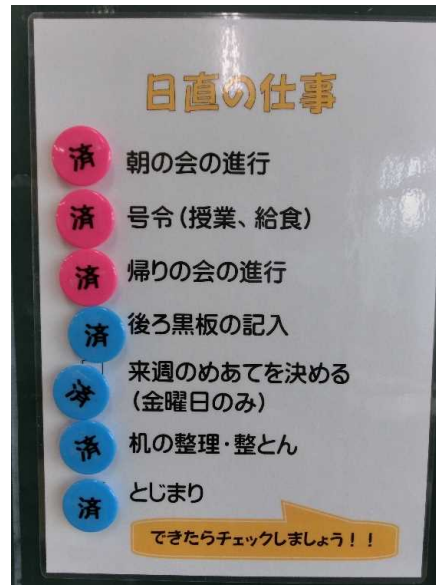 日直の仕事
済 朝の会の進行
済 号令(授業、給食)
済 帰りの会の進行
済 後ろ黒板の記入
済 来週のめあてを決める
(金曜日のみ)
済 机の整理・整とん
済 とじまり
できたらチェックしましょう!!